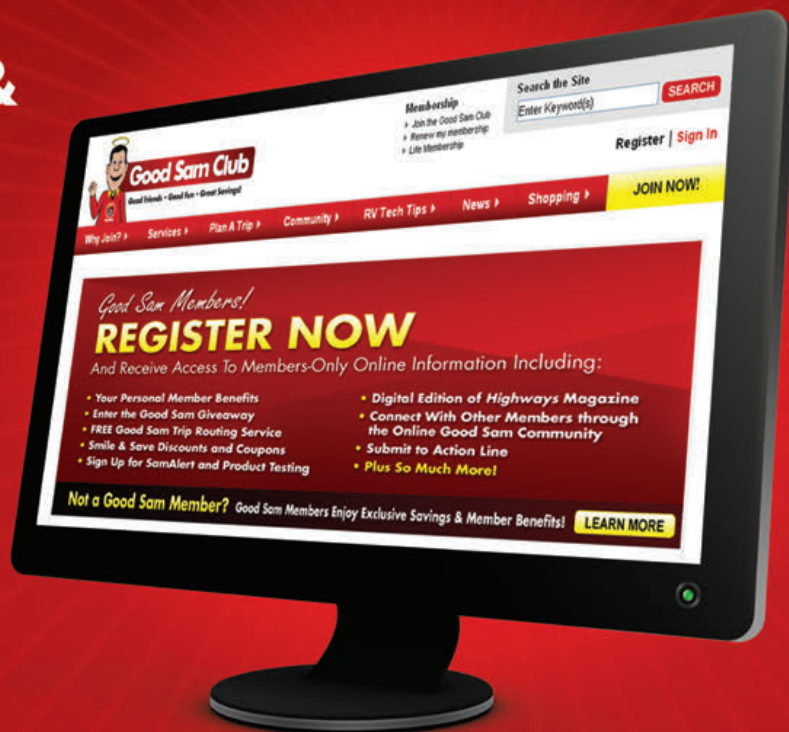 &
Membership
Join the Good Sam Club
Renew my membership
Life Membership
Search the Site
Enter Keyword(s)
SEARCH
Register | Sign In
Good Sam Club
Good Friends • Good Fun • Great Savings!
Why Join?
Services
Plan A Trip
Community
RV Tech Tips
News
Shopping
JOIN NOW!
Good Sam Members!
REGISTER NOW
And Receive Access To Members-Only Online Information Including:
• Your Personal Member Benefits
• Enter the Good Sam Giveaway
• FREE Good Sam Trip Routing Service
• Smile & Save Discounts and Coupons
• Sign Up for SamAlert and Product Testing
• Digital Edition of Highways Magazine
• Connect With Other Members through
the Online Good Sam Community
• Submit to Action Line
• Plus So Much More!
Not a Good Sam Member? Good Sam Members Enjoy Exclusive Savings & Member Benefits!
LEARN MORE